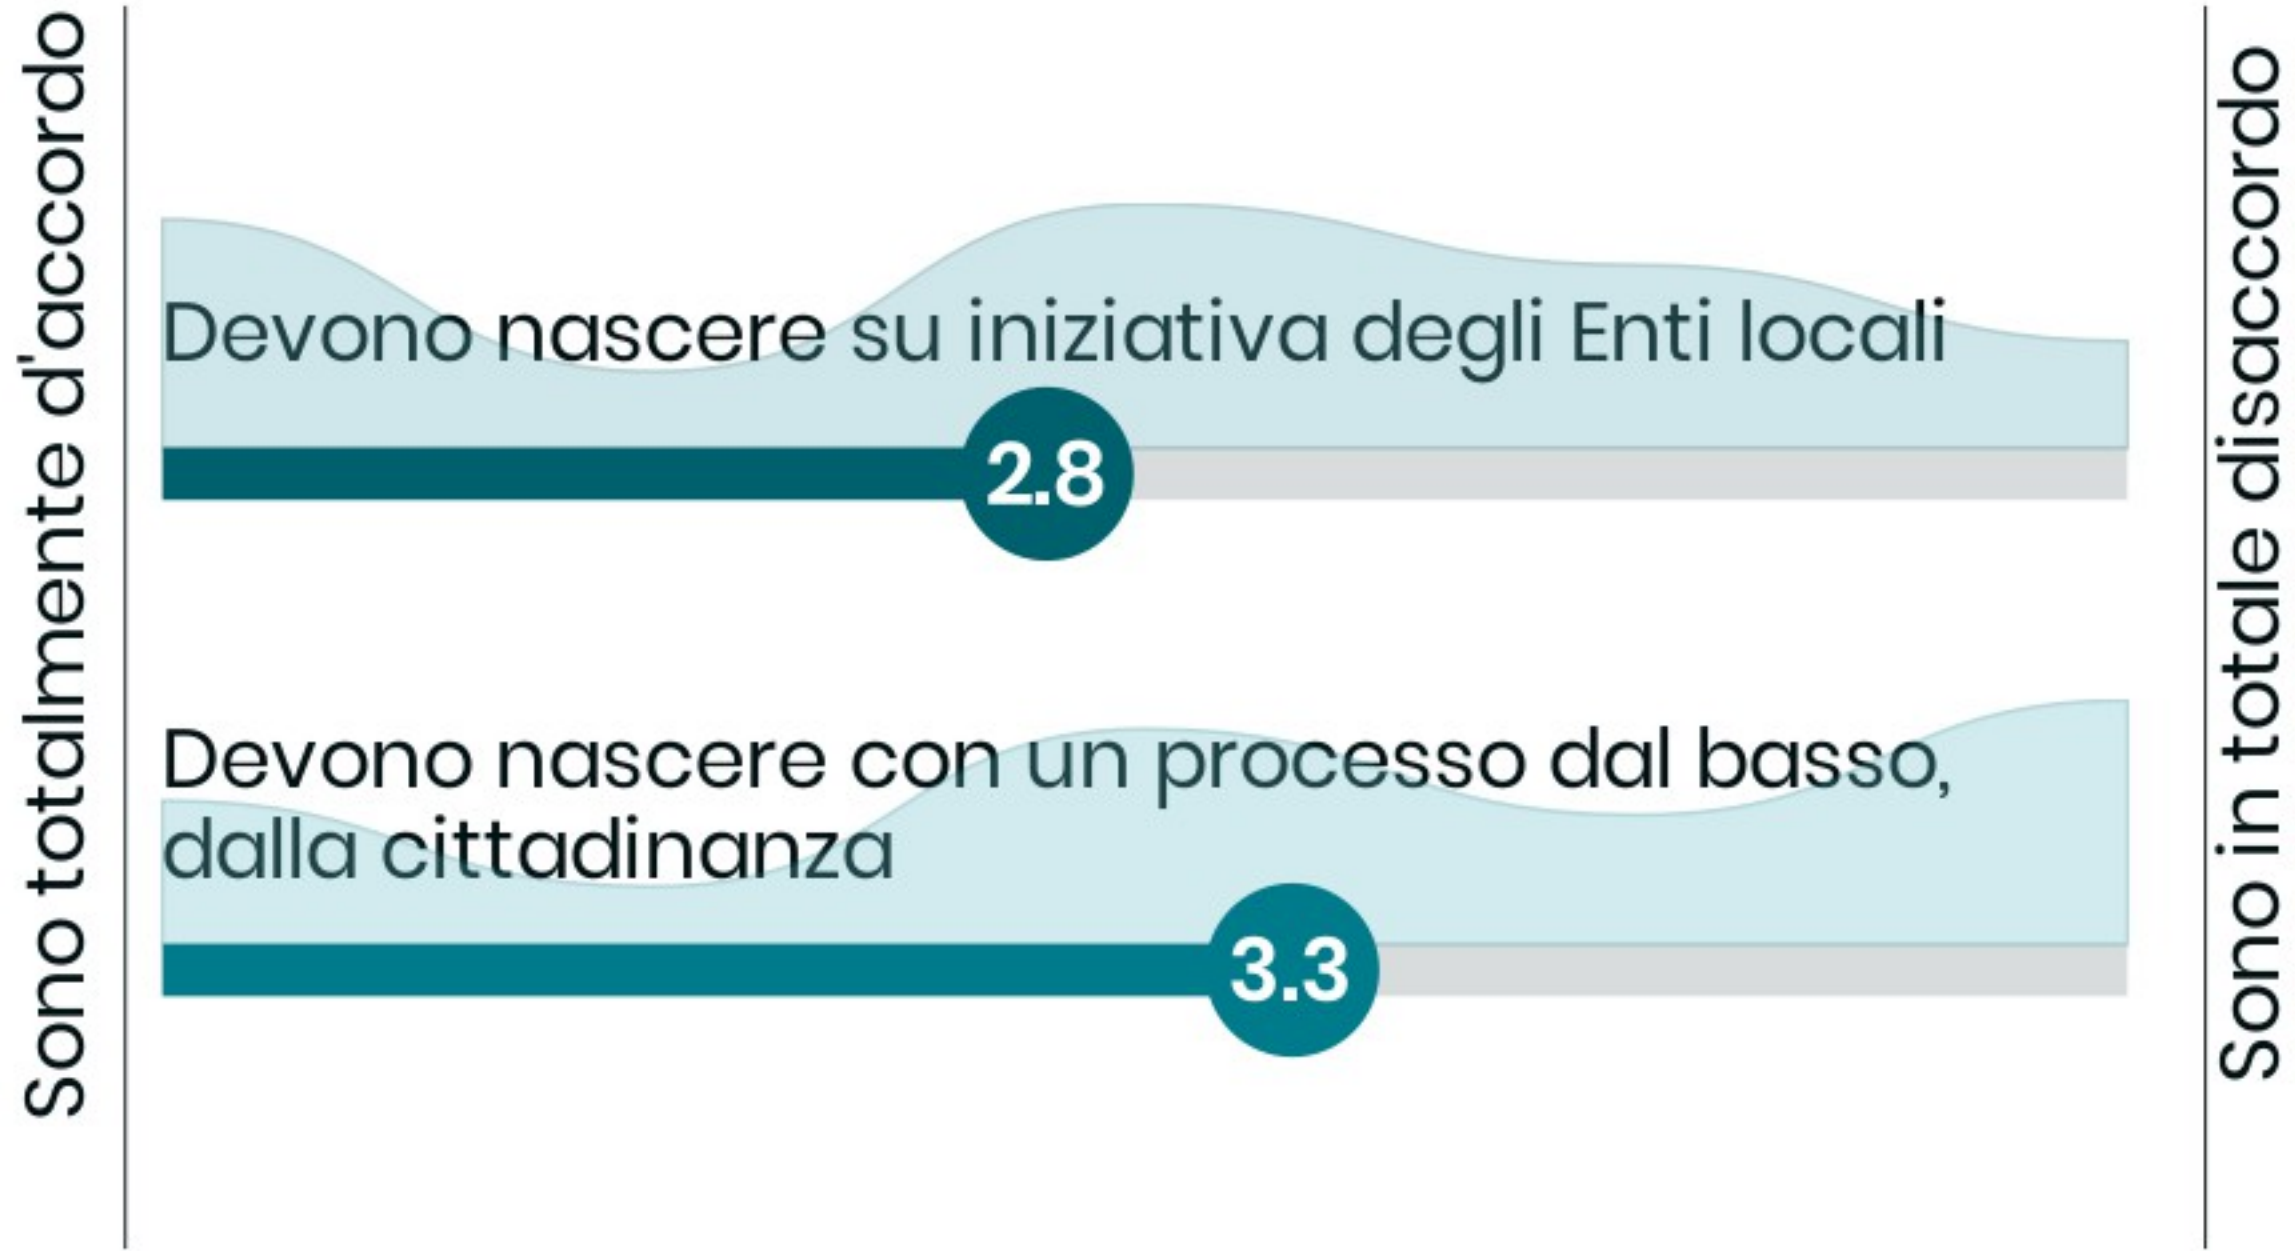 Sono tottalmente d'accordo
Devono nascere su iniziativa degli Enti locali
2.8
Devono nascere con un processo dal basso,
dalla cittadinanza
3.3
Sono in totale disaccordo